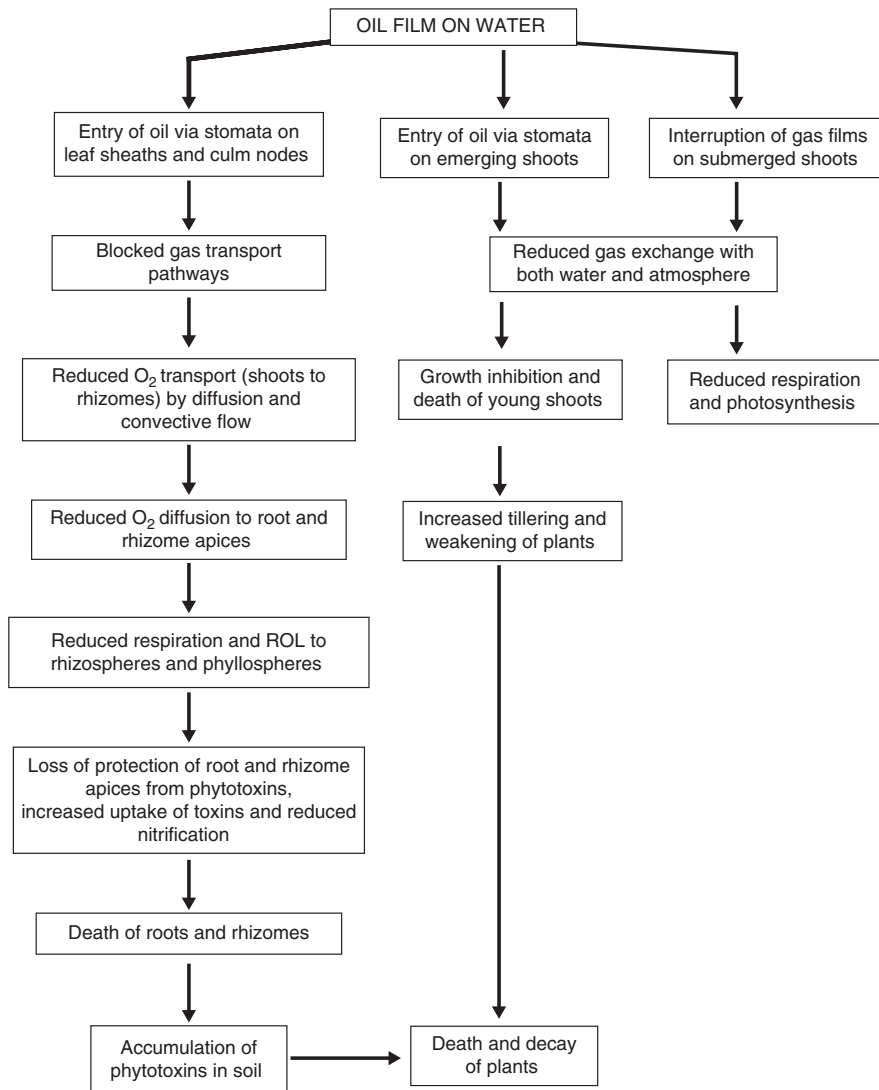 OIL FILM ON WATER
Entry of oil via stomata on
leaf sheaths and culm nodes
Entry of oil via stomata
on emerging shoots
Interruption of gas films
on submerged shoots
Blocked gas transport
pathways
Reduced gas exchange with
both water and atmosphere
Reduced O₂ transport (shoots
to rhizomes) by diffusion and
convective flow
Growth inhibition and
death of young shoots
Reduced respiration
and photosynthesis
Reduced O₂ diffusion to root and
rhizome apices
Increased tillering and
weakening of plants
Reduced respiration and ROL to
rhizospheres and phyllospheres
Loss of protection of root and rhizome
apices from phytotoxins,
increased uptake of toxins and reduced
nitrification
Death of roots and rhizomes
Accumulation of
phytotoxins in soil
Death and decay
of plants